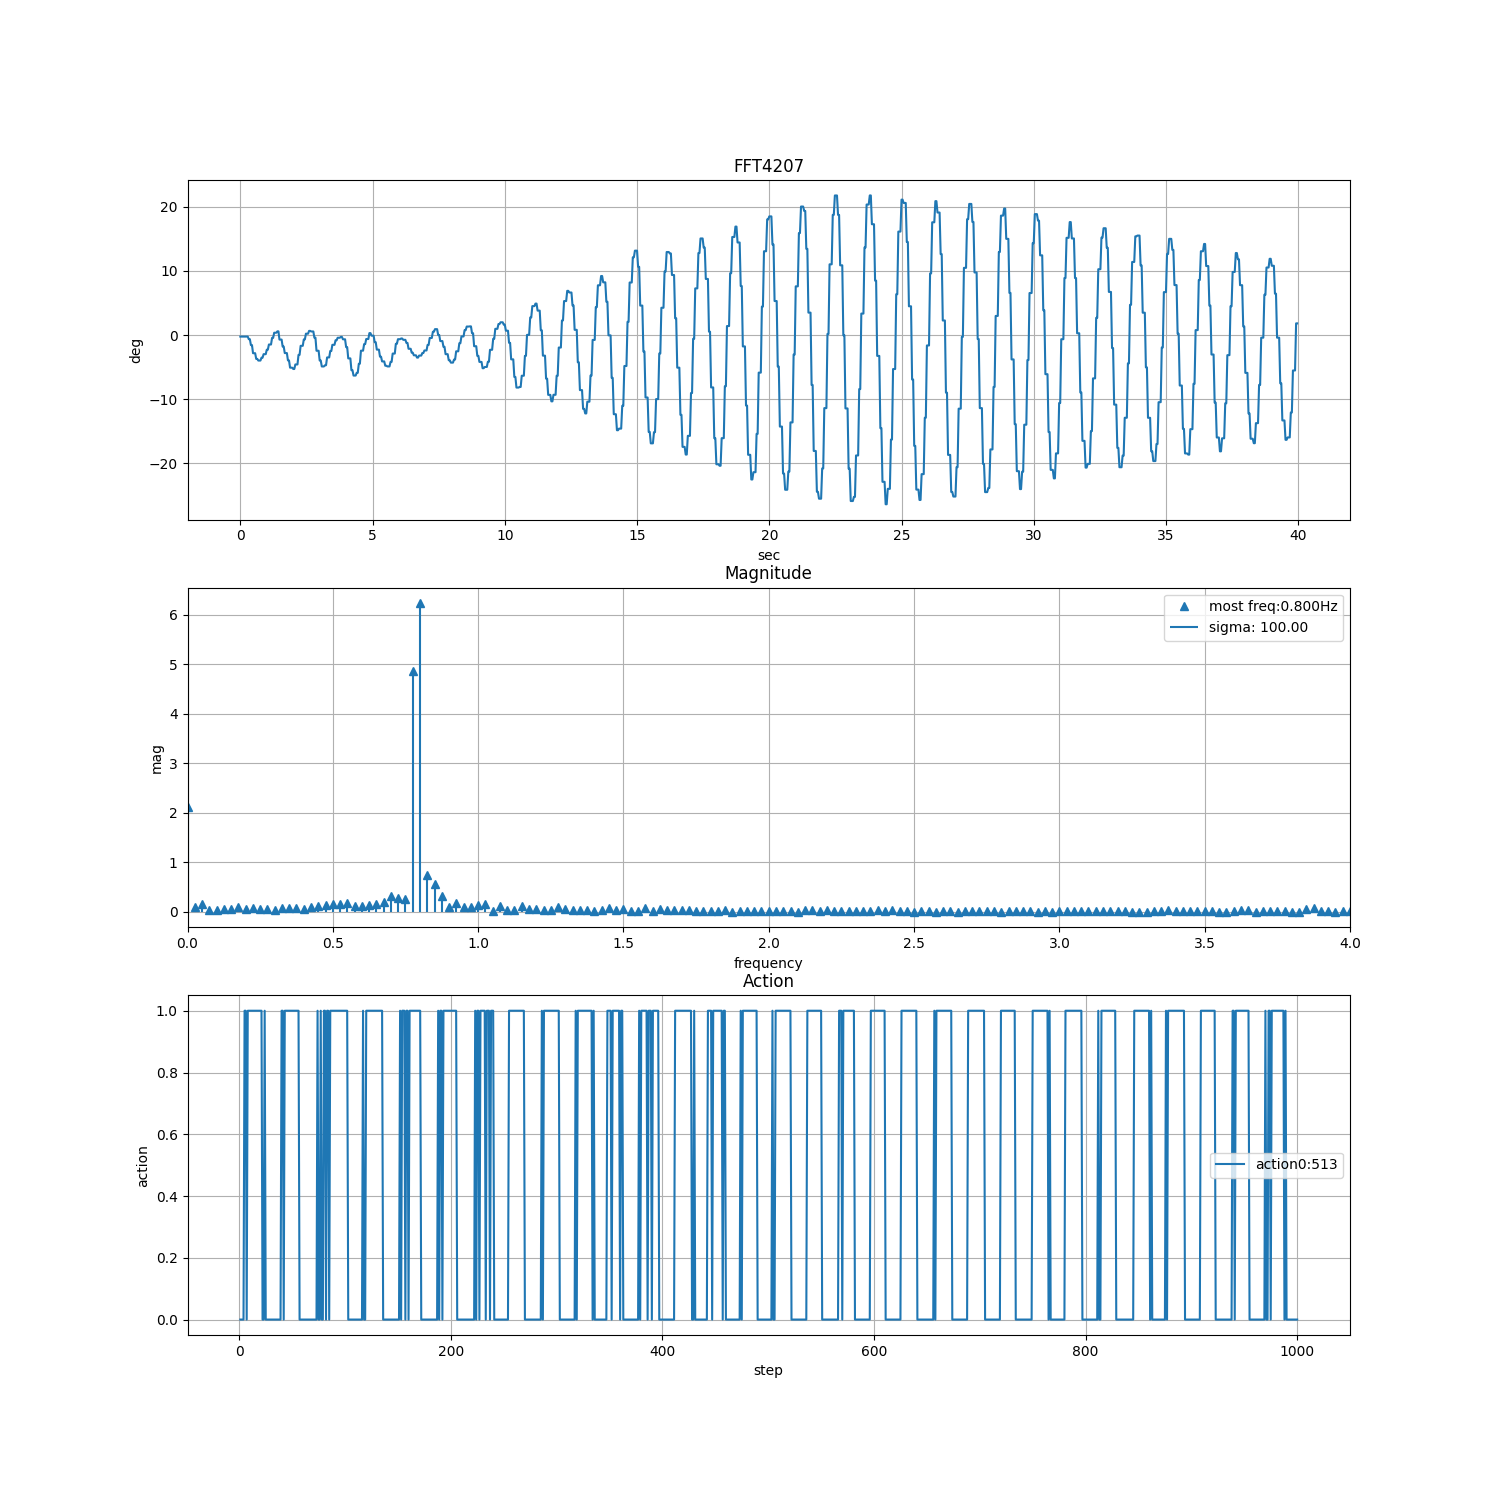 FFT4207
20
10
0
−10
−20
deg
0 5 10 15 20 25 30 35 40
sec
Magnitude
most freq:0.800Hz
sigma: 100.00
6
5
4
3
2
1
0
mag
0.0 0.5 1.0 1.5 2.0 2.5 3.0 3.5 4.0
frequency
Action
1.0
0.8
0.6
0.4
0.2
0.0
action
action0:513
0 200 400 600 800 1000
step